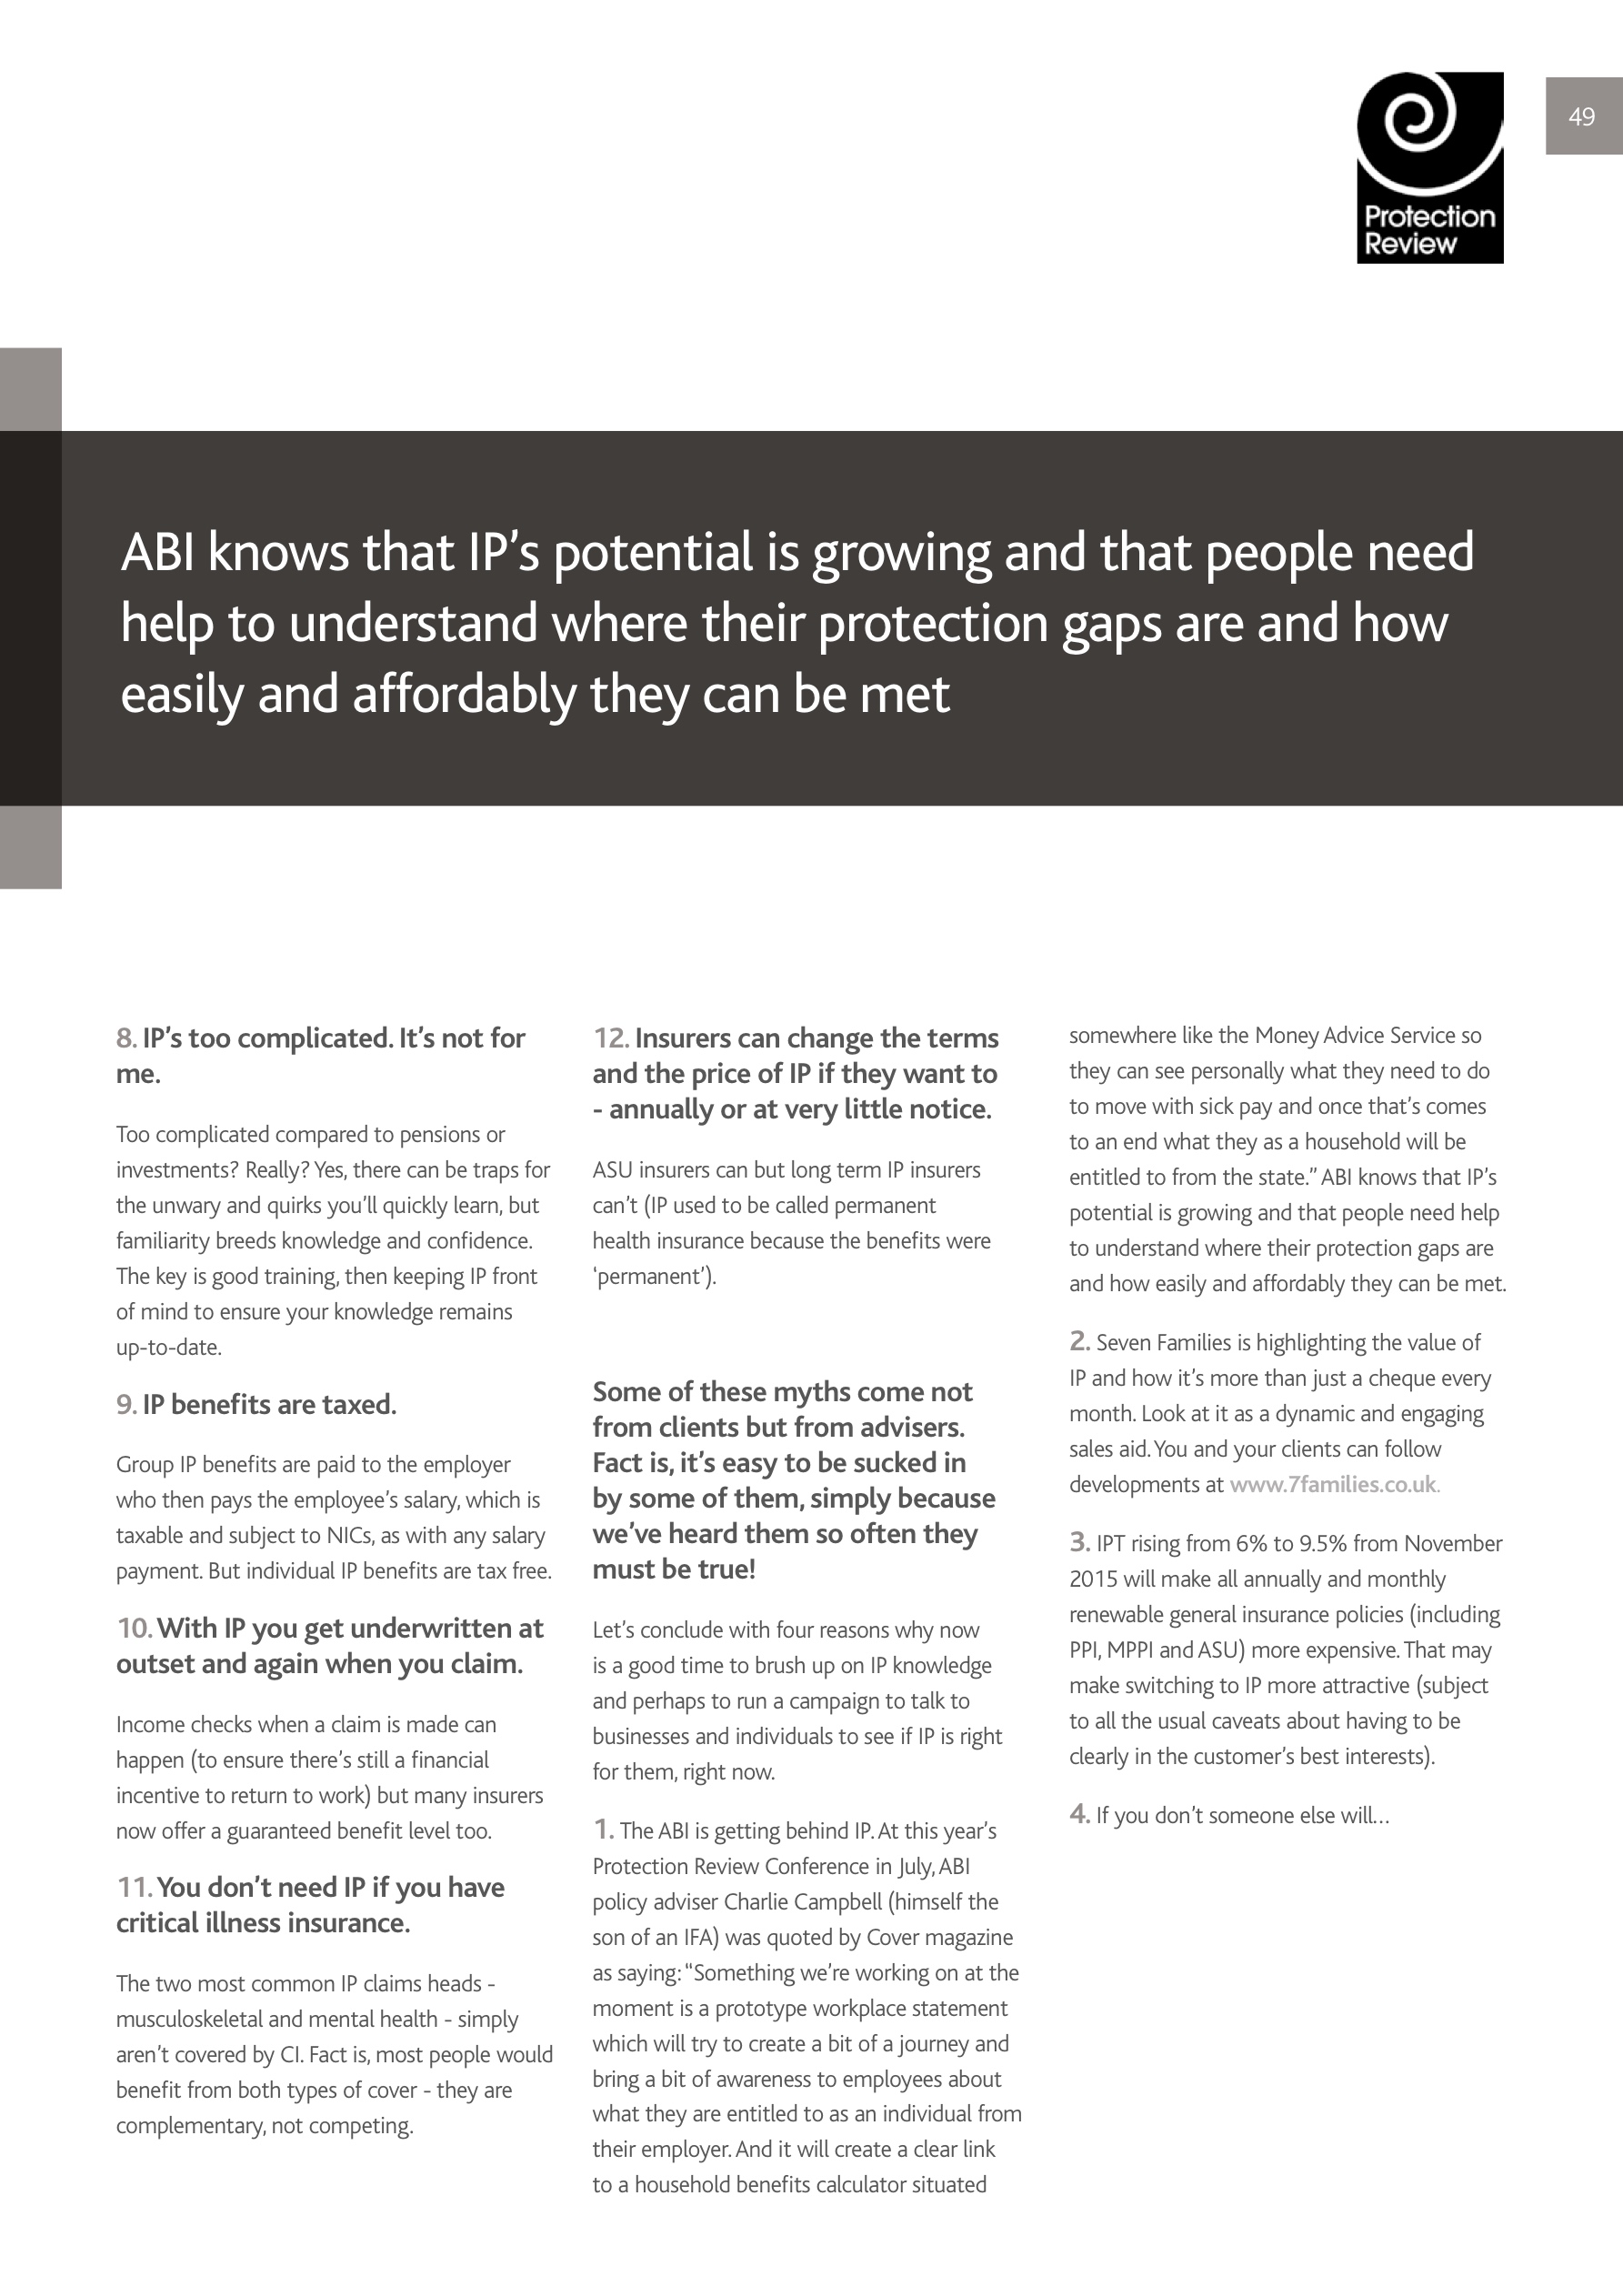 Protection
Review
49
ABI knows that IP’s potential is growing and that people need
help to understand where their protection gaps are and how
easily and affordably they can be met
8. IP’s too complicated. It’s not for
me.
Too complicated compared to pensions or
investments? Really? Yes, there can be traps for
the unwary and quirks you’ll quickly learn, but
familiarity breeds knowledge and confidence.
The key is good training, then keeping IP front
of mind to ensure your knowledge remains
up-to-date.
9. IP benefits are taxed.
Group IP benefits are paid to the employer
who then pays the employee’s salary, which is
taxable and subject to NICs, as with any salary
payment. But individual IP benefits are tax free.
10. With IP you get underwritten at
outset and again when you claim.
Income checks when a claim is made can
happen (to ensure there’s still a financial
incentive to return to work) but many insurers
now offer a guaranteed benefit level too.
11. You don’t need IP if you have
critical illness insurance.
The two most common IP claims heads -
musculoskeletal and mental health - simply
aren’t covered by CI. Fact is, most people would
benefit from both types of cover - they are
complementary, not competing.
12. Insurers can change the terms
and the price of IP if they want to
- annually or at very little notice.
ASU insurers can but long term IP insurers
can’t (IP used to be called permanent
health insurance because the benefits were
‘permanent’).
Some of these myths come not
from clients but from advisers.
Fact is, it’s easy to be sucked in
by some of them, simply because
we’ve heard them so often they
must be true!
Let’s conclude with four reasons why now
is a good time to brush up on IP knowledge
and perhaps to run a campaign to talk to
businesses and individuals to see if IP is right
for them, right now.
1. The ABI is getting behind IP. At this year’s
Protection Review Conference in July, ABI
policy adviser Charlie Campbell (himself the
son of an IFA) was quoted by Cover magazine
as saying: “Something we’re working on at the
moment is a prototype workplace statement
which will try to create a bit of a journey and
bring a bit of awareness to employees about
what they are entitled to as an individual from
their employer. And it will create a clear link
to a household benefits calculator situated
somewhere like the Money Advice Service so
they can see personally what they need to do
to move with sick pay and once that’s comes
to an end what they as a household will be
entitled to from the state.” ABI knows that IP’s
potential is growing and that people need help
to understand where their protection gaps are
and how easily and affordably they can be met.
2. Seven Families is highlighting the value of
IP and how it’s more than just a cheque every
month. Look at it as a dynamic and engaging
sales aid. You and your clients can follow
developments at www.7families.co.uk.
3. IPT rising from 6% to 9.5% from November
2015 will make all annually and monthly
renewable general insurance policies (including
PPI, MPPI and ASU) more expensive. That may
make switching to IP more attractive (subject
to all the usual caveats about having to be
clearly in the customer’s best interests).
4. If you don’t someone else will...